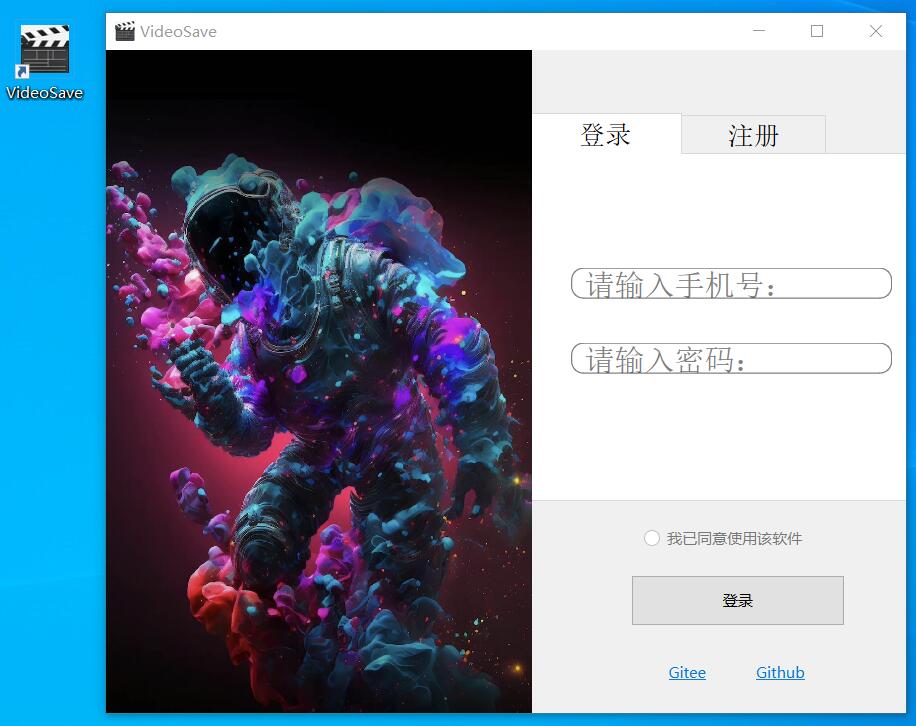 VideoSave
VideoSave
登录
注册
请输入手机号：
请输入密码：
我已同意使用该软件
登录
Gitee
Github